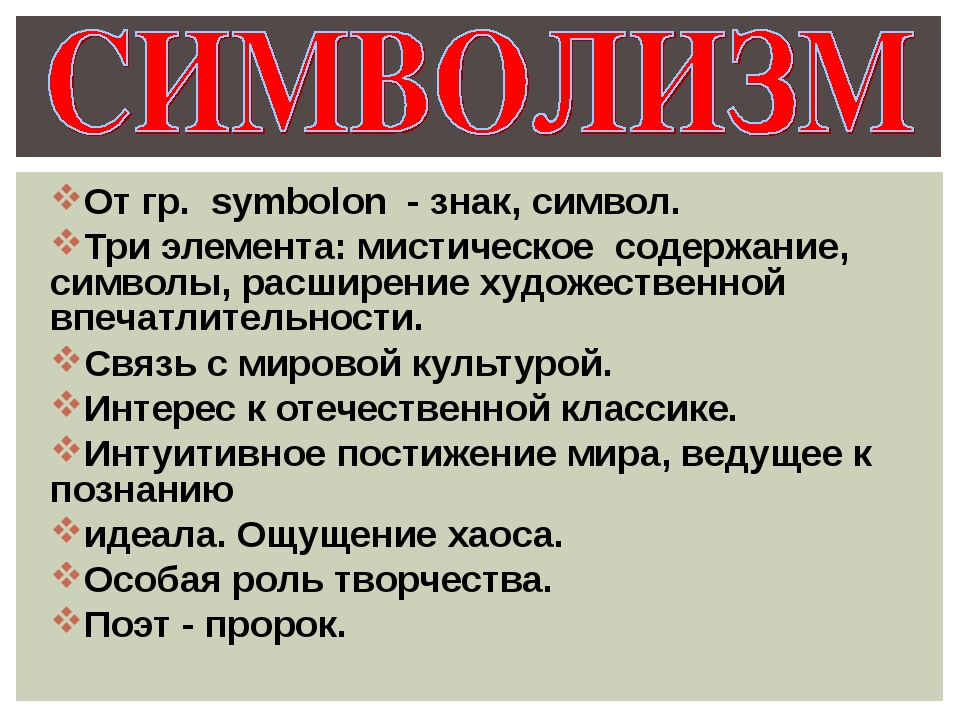 СИМВОЛИЗМ
❖От гр. symbolon - знак, символ.
❖Три элемента: мистическое содержание,
символы, расширение художественной
впечатлительности.
❖Связь с мировой культурой.
❖Интерес к отечественной классике.
❖Интуитивное постижение мира, ведущее к
познанию
❖идеала. Ощущение хаоса.
❖Особая роль творчества.
❖Поэт - пророк.